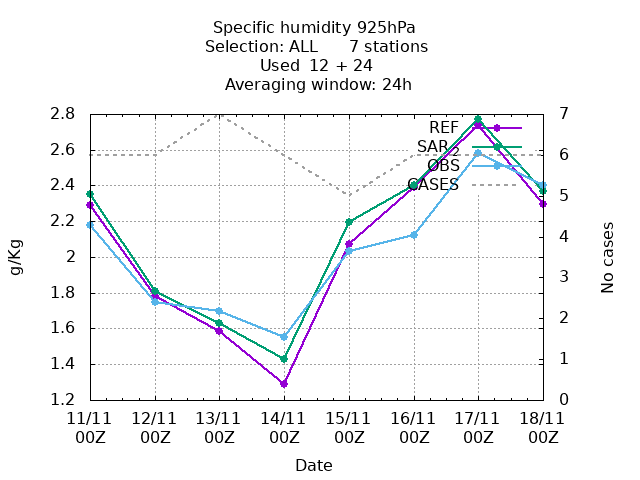 Specific humidity 925hPa
Selection: ALL      7 stations
Used  12 + 24
Averaging window: 24h
2.8
2.6
2.4
2.2
2
1.8
1.6
1.4
1.2
7
6
5
4
3
2
1
0
REF
SAR_2
OBS
CASES
g/Kg
No cases
11/11 12/11 13/11 14/11 15/11 16/11 17/11 18/11
00Z 00Z 00Z 00Z 00Z 00Z 00Z 00Z
Date